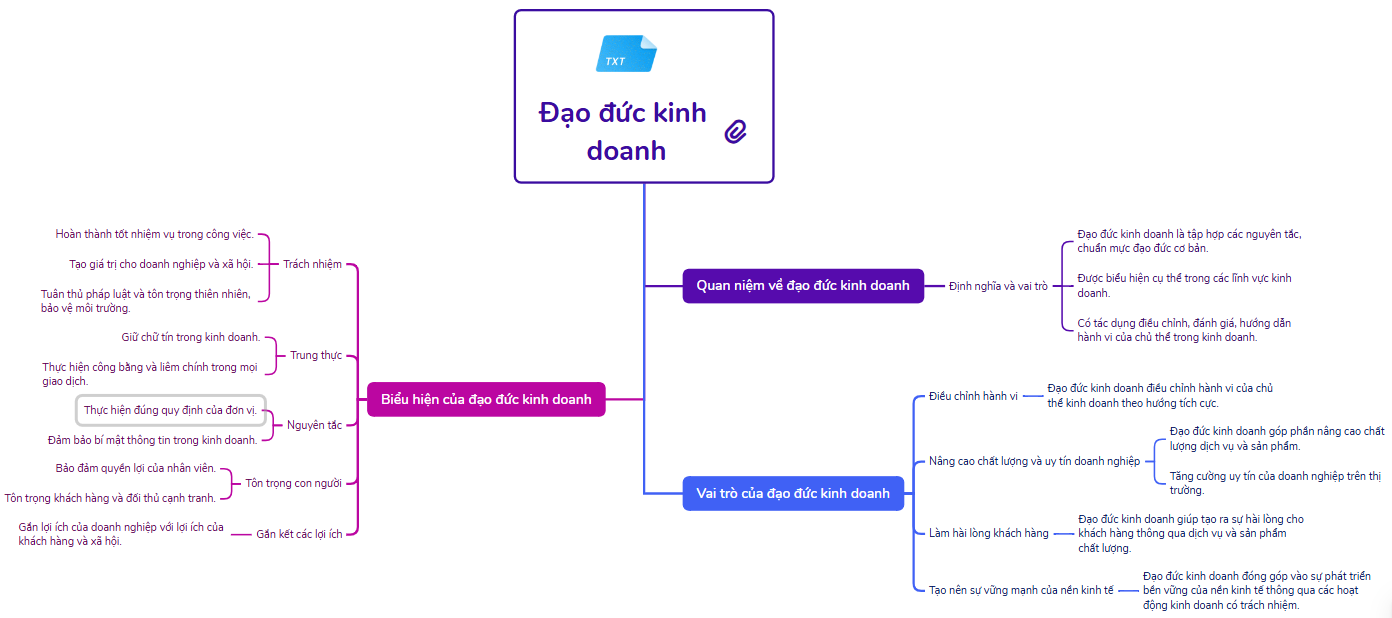 TXT
Đạo đức kinh
doanh
Quan niệm về đạo đức kinh doanh
Định nghĩa và vai trò
Đạo đức kinh doanh là tập hợp các nguyên tắc,
chuẩn mực đạo đức cơ bản.
Được biểu hiện cụ thể trong các lĩnh vực kinh
doanh.
Có tác dụng điều chỉnh, đánh giá, hướng dẫn
hành vi của chủ thể trong kinh doanh.
Vai trò của đạo đức kinh doanh
Điều chỉnh hành vi
Đạo đức kinh doanh điều chỉnh hành vi của chủ
thể kinh doanh theo hướng tích cực.
Nâng cao chất lượng và uy tín doanh nghiệp
Đạo đức kinh doanh góp phần nâng cao chất
lượng dịch vụ và sản phẩm.
Tăng cường uy tín của doanh nghiệp trên thị
trường.
Làm hài lòng khách hàng
Đạo đức kinh doanh giúp tạo ra sự hài lòng cho
khách hàng thông qua dịch vụ và sản phẩm
chất lượng.
Tạo nên sự vững mạnh của nền kinh tế
Đạo đức kinh doanh đóng góp vào sự phát triển
bền vững của nền kinh tế thông qua các hoạt
động kinh doanh có trách nhiệm.
Biểu hiện của đạo đức kinh doanh
Trách nhiệm
Hoàn thành tốt nhiệm vụ trong công việc.
Tạo giá trị cho doanh nghiệp và xã hội.
Tuân thủ pháp luật và tôn trọng thiên nhiên,
bảo vệ môi trường.
Trung thực
Giữ chữ tín trong kinh doanh.
Thực hiện công bằng và liêm chính trong mọi
giao dịch.
Nguyên tắc
Thực hiện đúng quy định của đơn vị.
Đảm bảo bí mật thông tin trong kinh doanh.
Tôn trọng con người
Bảo đảm quyền lợi của nhân viên.
Tôn trọng khách hàng và đối thủ cạnh tranh.
Gắn kết các lợi ích
Gắn lợi ích của doanh nghiệp với lợi ích của
khách hàng và xã hội.